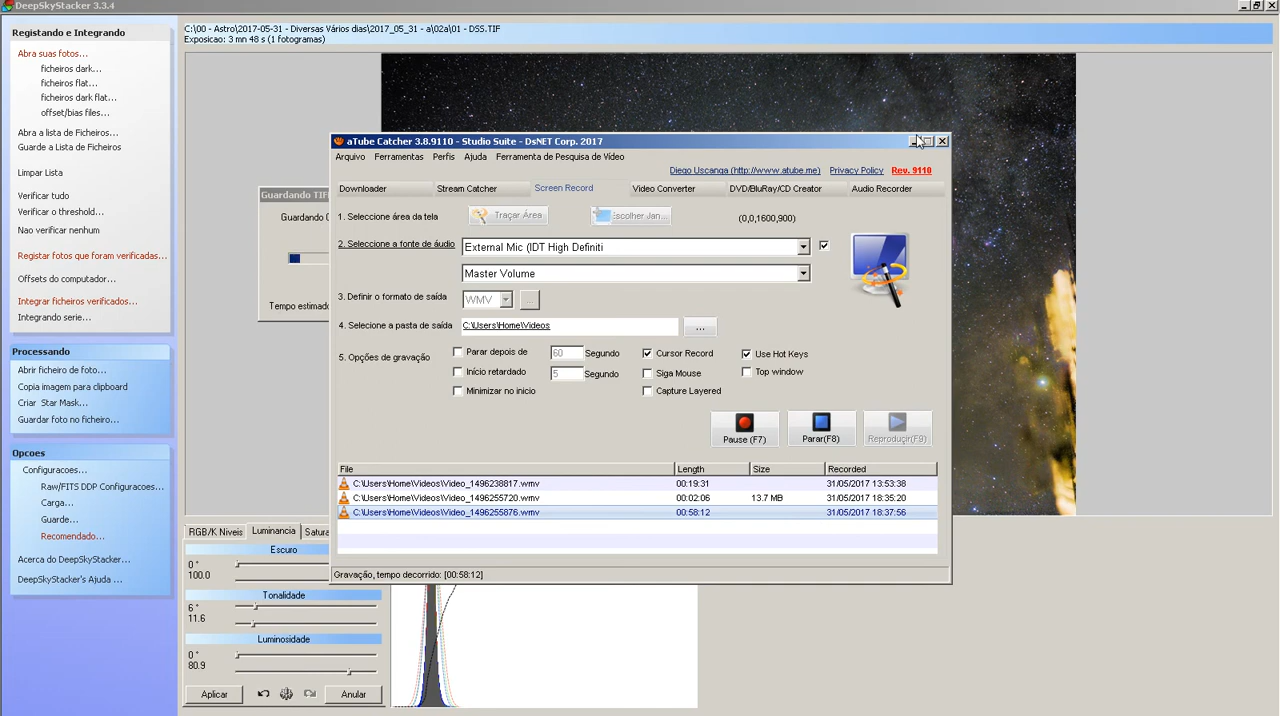 DeepSkyStacker 3.3.4
Registando e Integrando
Abra suas fotos...
ficheiros dark...
ficheiros flat...
ficheiros dark flat...
offset/bias files...
Abra a lista de Ficheiros...
Guarde a Lista de Ficheiros
Limpar Lista
Verificar tudo
Verificar o threshold...
Nao verificar nenhum
Registar fotos que foram verificadas...
Offsets do computador...
Integrar ficheiros verificados...
Integrando serie...
Processando
Abrir ficheiro de foto...
Copia imagem para clipboard
Criar Star Mask...
Guardar foto no ficheiro...
Opcoes
Configuracoes...
Raw/FITS DDP Configuracoes...
Carga...
Guarde...
Recomendado...
Acerca do DeepSkyStacker...
DeepSkyStacker's Ajuda ...
C:\00 - Astro\2017-05-31 - Diversas Vários dias\2017_05_31 - a\02a\01 - DSS.TIF
Exposicao: 3 mn 48 s (1 fotogramas)
Guardando TIF
Guardando
Tempo estimado
aTube Catcher 3.8.9110 - Studio Suite - DsNET Corp. 2017
Arquivo Ferramentas Perfis Ajuda Ferramenta de Pesquisa de Vídeo
Diego Uscanga (http://www.atube.me) Privacy Policy Rev. 9110
Downloader Stream Catcher Screen Record Video Converter DVD/BluRay/CD Creator Audio Recorder
1. Seleccione área da tela Traçar Área Escolher Jan... (0,0,1600,900)
2. Seleccione a fonte de áudio External Mic (IDT High Definiti
Master Volume
3. Definir o formato de saída WMV ...
4. Selecione a pasta de saída C:\Users\Home\Videos ...
5. Opções de gravação Parar depois de 60 Segundo Cursor Record Use Hot Keys
Início retardado 5 Segundo Siga Mouse Top window
Minimizar no inicio Capture Layered
Pause (F7) Parar(F8) Reproduçir(F9)
File Length Size Recorded
C:\Users\Home\Videos\Video_1496238817.wmv 00:19:31 31/05/2017 13:53:38
C:\Users\Home\Videos\Video_1496255720.wmv 00:02:06 13.7 MB 31/05/2017 18:35:20
C:\Users\Home\Videos\Video_1496255876.wmv 00:58:12 31/05/2017 18:37:56
Gravação, tempo decorrido: [00:58:12]
RGB/K Niveis Luminancia Satura
Escuro
0 °
100.0
Tonalidade
6 °
11.6
Luminosidade
0 °
80.9
Aplicar Anular